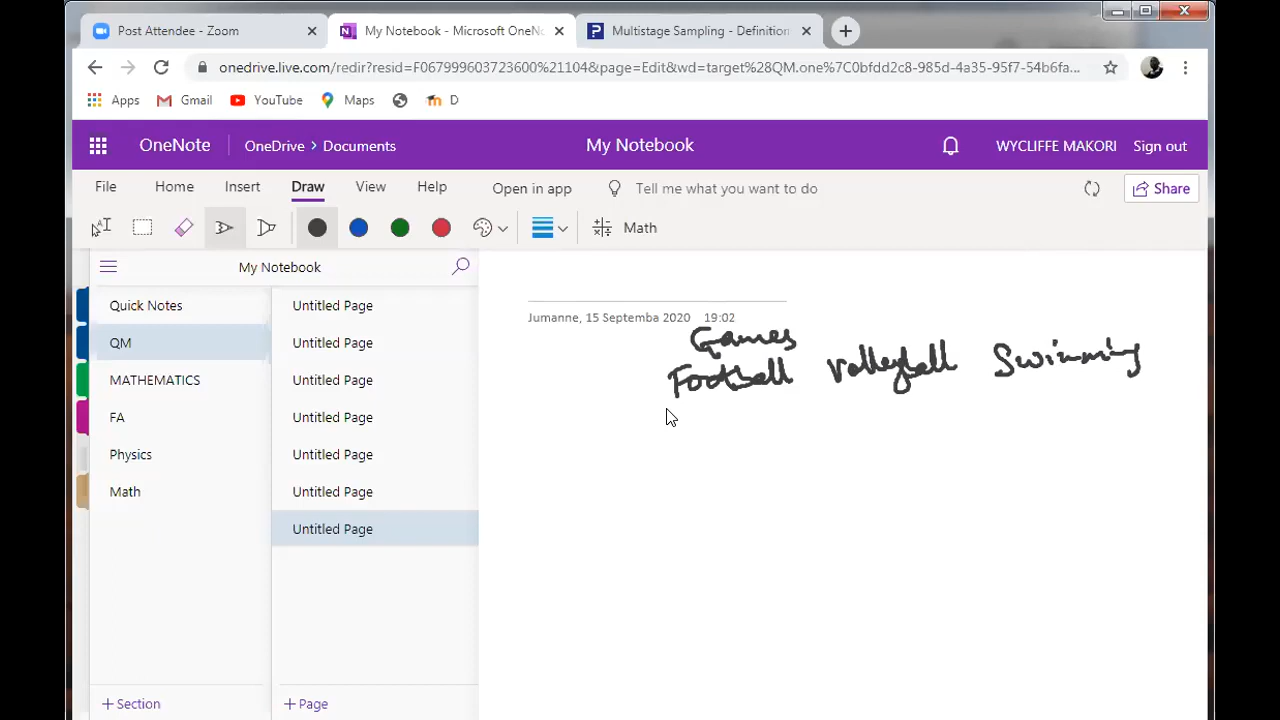 Post Attendee - Zoom
My Notebook - Microsoft OneNo
Multistage Sampling - Definition
onedrive.live.com/redir?resid=F067999603723600%21104&page=Edit&wd=target%28QM.one%7C0bfdd2c8-985d-4a35-95f7-54b6fa...
Apps Gmail YouTube Maps D
OneNote OneDrive > Documents My Notebook WYCLIFFE MAKORI Sign out
File Home Insert Draw View Help Open in app Tell me what you want to do Share
Math
My Notebook
Quick Notes Untitled Page
QM Untitled Page
MATHEMATICS Untitled Page
FA Untitled Page
Physics Untitled Page
Math Untitled Page
Untitled Page
+ Section + Page
Jumanne, 15 Septemba 2020 19:02
Games
Football Volleyball Swimming